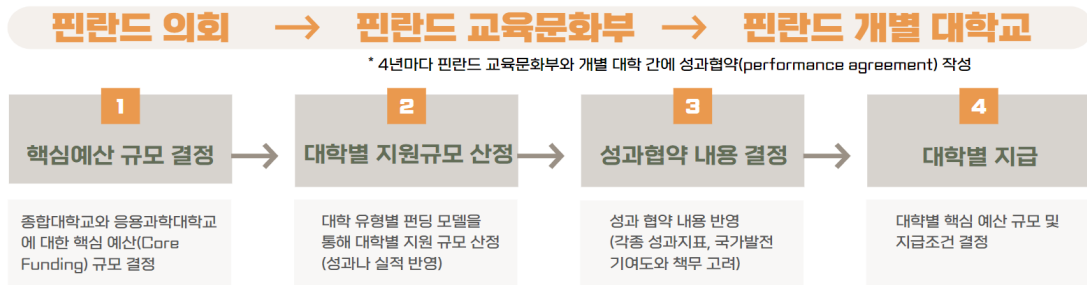 핀란드 의회 → 핀란드 교육문화부 → 핀란드 개별 대학교
* 4년마다 핀란드 교육문화부와 개별 대학 간에 성과협약(performance agreement) 작성
1
핵심예산 규모 결정
종합대학교와 응용과학대학교
에 대한 핵심 예산(Core
Funding) 규모 결정
2
대학별 지원규모 산정
대학 유형별 펀딩 모델을
통해 대학별 지원 규모 산정
(성과나 실적 반영)
3
성과협약 내용 결정
성과 협약 내용 반영
(각종 성과지표, 국가발전
기여도와 책무 고려)
4
대학별 지급
대햑별 핵심 예산 규모 및
지급조건 결정